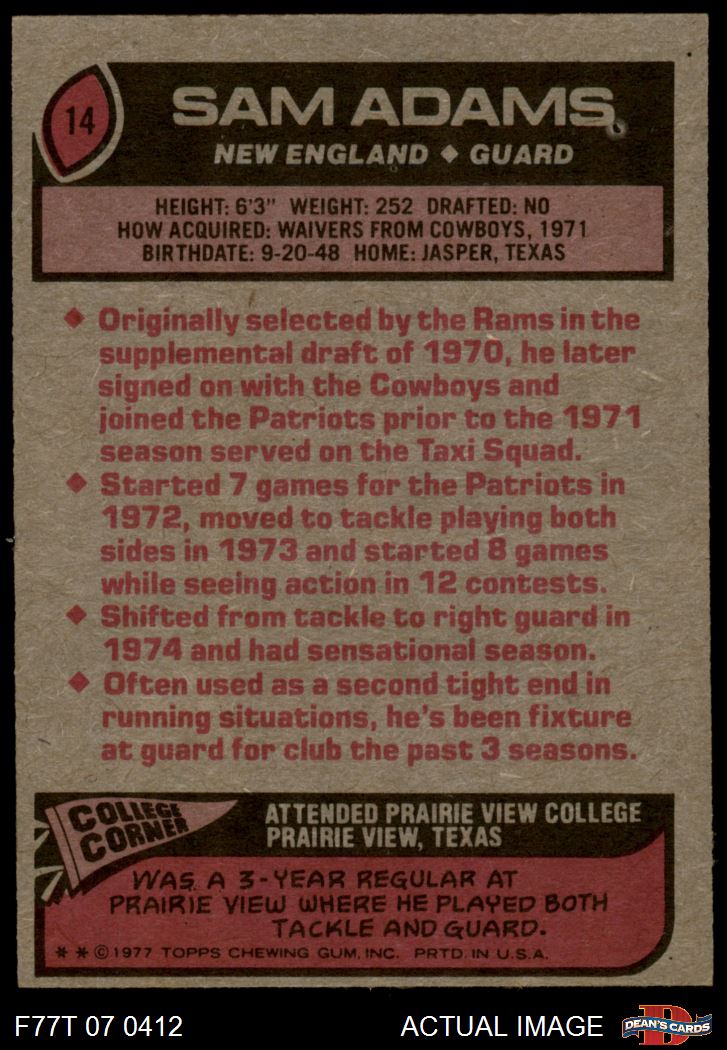 14
SAM ADAMS
NEW ENGLAND ◆ GUARD
HEIGHT: 6'3" WEIGHT: 252 DRAFTED: NO
HOW ACQUIRED: WAIVERS FROM COWBOYS, 1971
BIRTHDATE: 9-20-48 HOME: JASPER, TEXAS
◆ Originally selected by the Rams in the
supplemental draft of 1970, he later
signed on with the Cowboys and
joined the Patriots prior to the 1971
season served on the Taxi Squad.
◆ Started 7 games for the Patriots in
1972, moved to tackle playing both
sides in 1973 and started 8 games
while seeing action in 12 contests.
◆ Shifted from tackle to right guard in
1974 and had sensational season.
◆ Often used as a second tight end in
running situations, he's been fixture
at guard for club the past 3 seasons.
COLLEGE
CORNER
ATTENDED PRAIRIE VIEW COLLEGE
PRAIRIE VIEW, TEXAS
WAS A 3-YEAR REGULAR AT
PRAIRIE VIEW WHERE HE PLAYED BOTH
TACKLE AND GUARD.
* * © 1977 TOPPS CHEWING GUM, INC. PRTD. IN U.S.A.
F77T 07 0412
ACTUAL IMAGE
D
DEAN'S CARDS